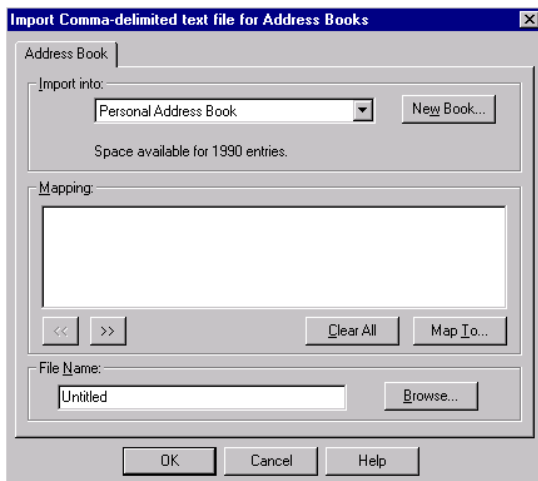 Import Comma-delimited text file for Address Books
Address Book
Import into:
Personal Address Book
New Book...
Space available for 1990 entries.
Mapping:
<<
>>
Clear All
Map To...
File Name:
Untitled
Browse...
OK
Cancel
Help